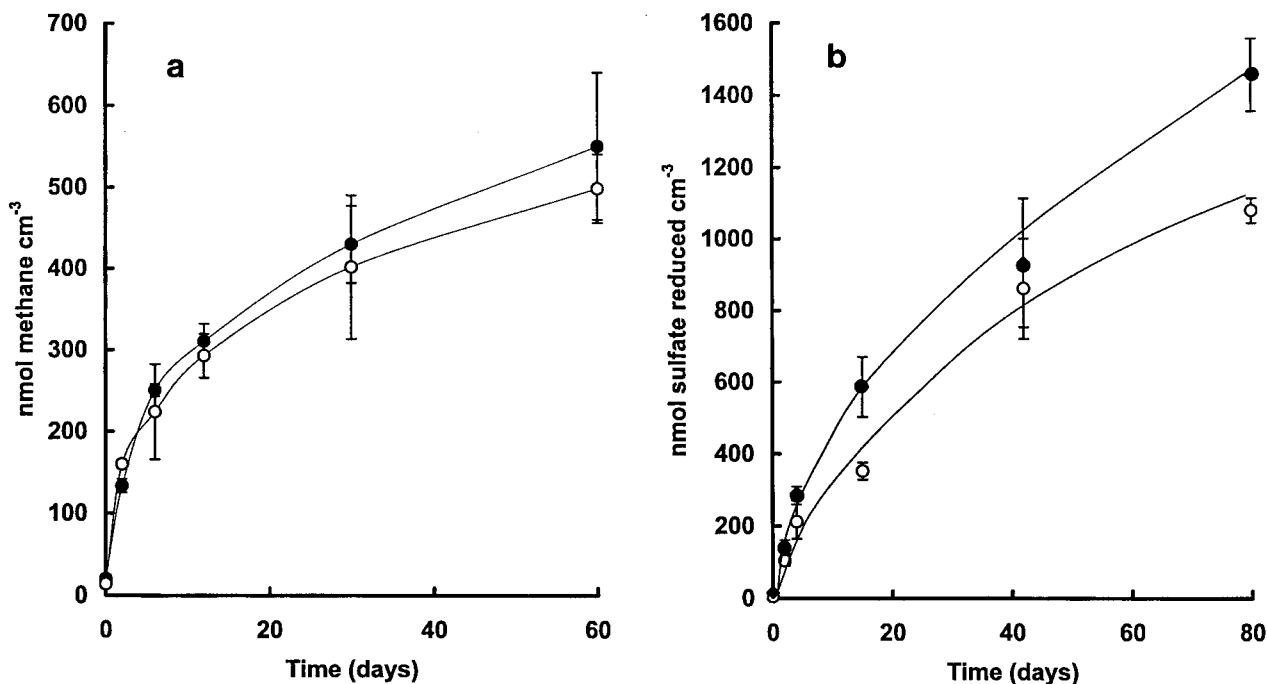 a
700
600
500
400
300
200
100
0
nmol methane cm⁻³
0 20 40 60
Time (days)
b
1600
1400
1200
1000
800
600
400
200
0
nmol sulfate reduced cm⁻³
0 20 40 60 80
Time (days)